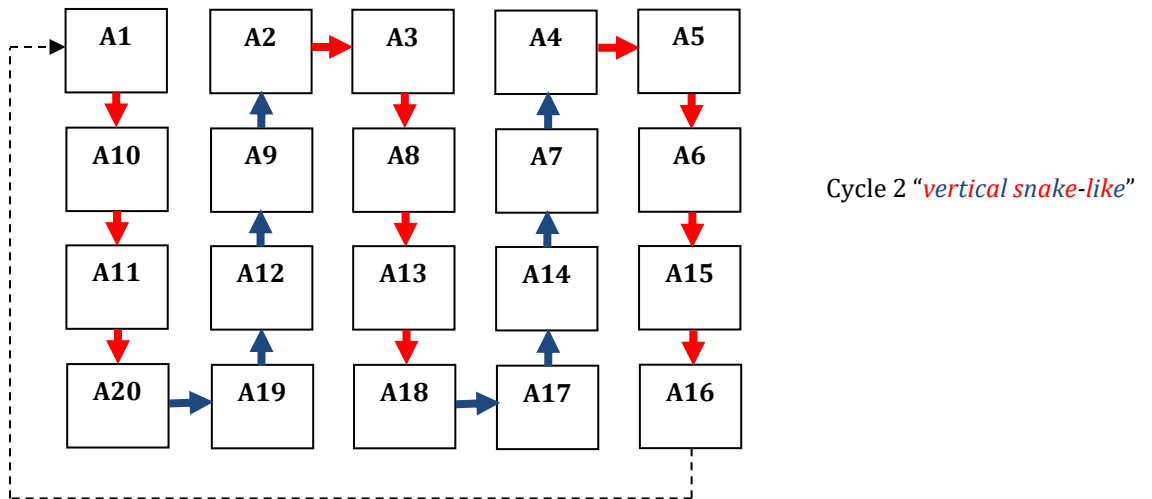 A1 A2 A3 A4 A5
A10 A9 A8 A7 A6
Cycle 2 “vertical snake-like”
A11 A12 A13 A14 A15
A20 A19 A18 A17 A16